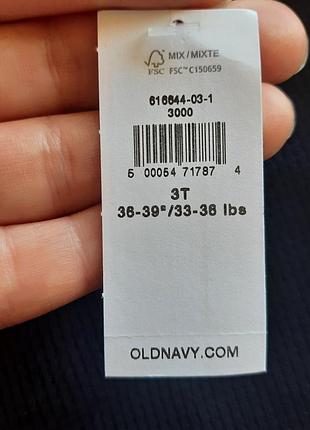 MIX / MIXTE
FSC FSC™ C150659
616644-03-1
3000
5 00054 71787 4
3T
36-39"/33-36 lbs
OLDNAVY.COM